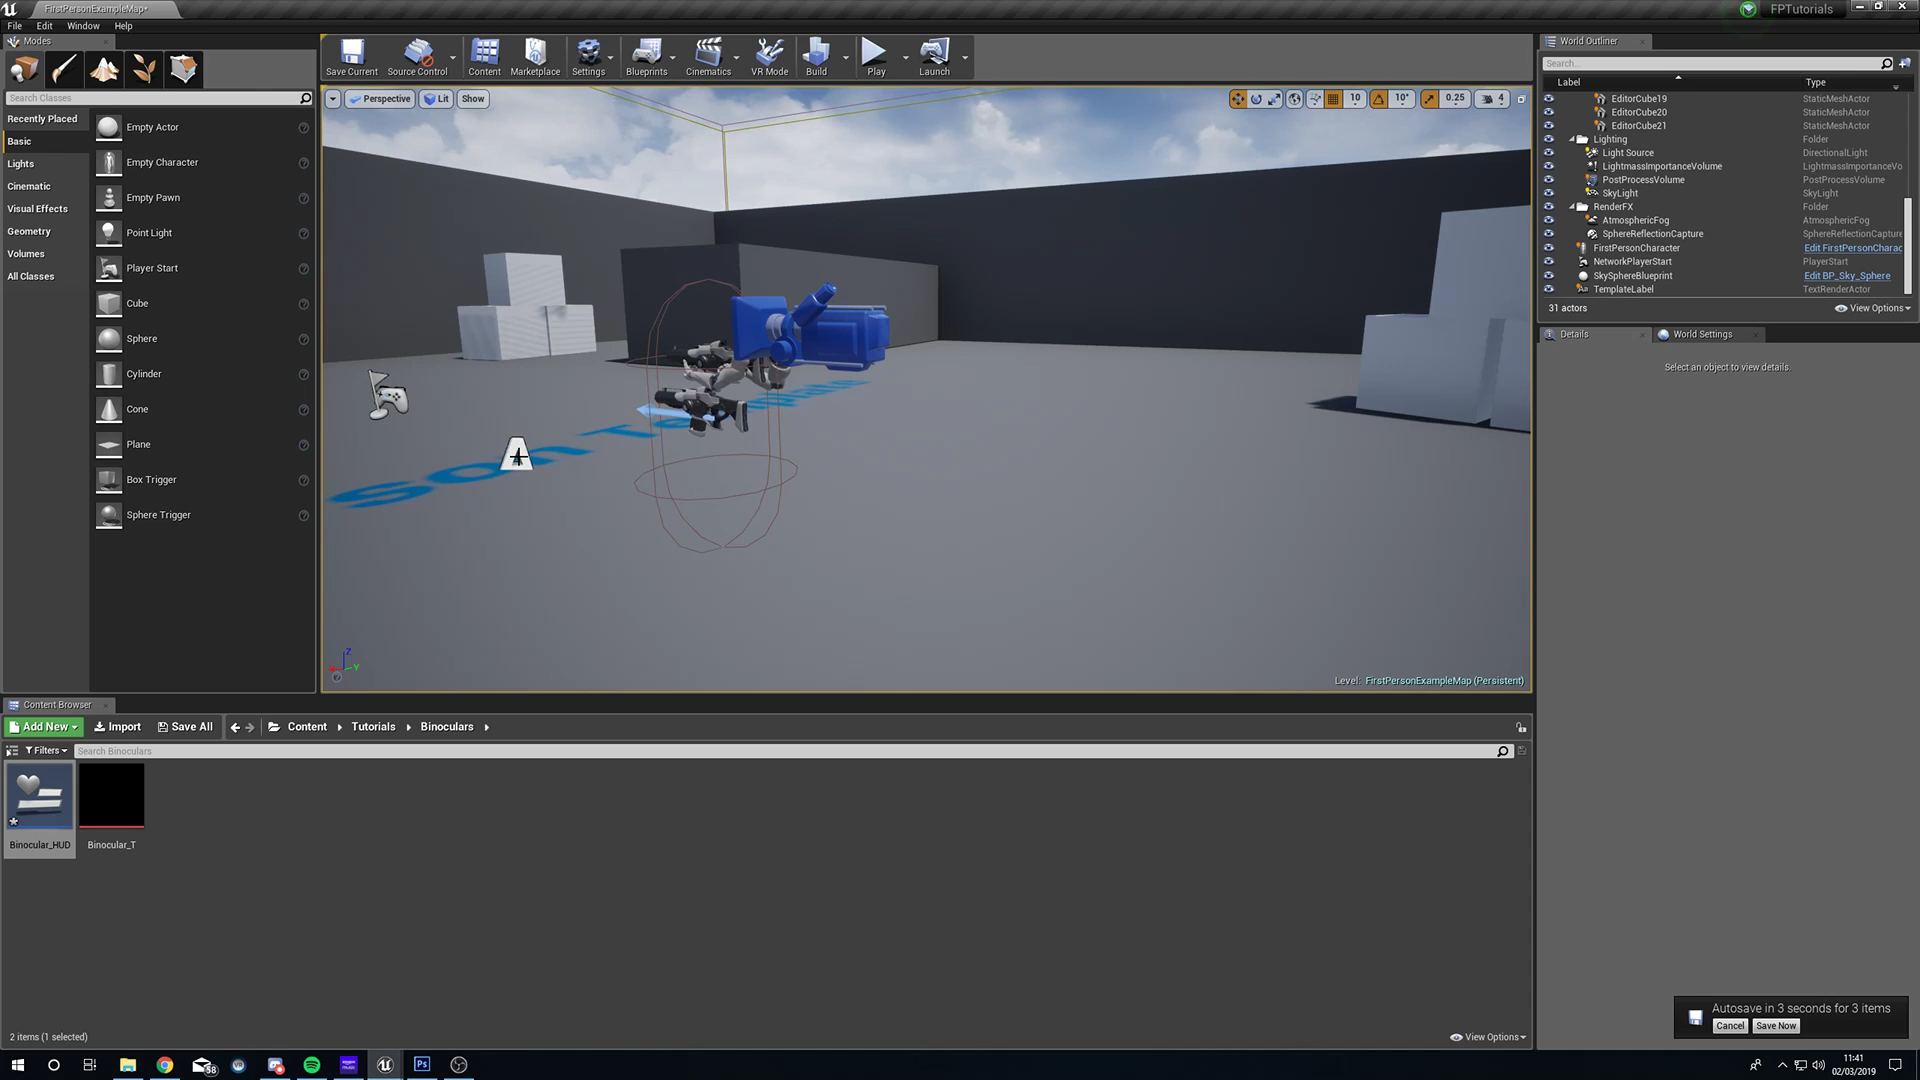 FirstPersonExampleMap*
FPTutorials
File Edit Window Help
Modes
Search Classes
Recently Placed
Basic
Lights
Cinematic
Visual Effects
Geometry
Volumes
All Classes
Empty Actor
Empty Character
Empty Pawn
Point Light
Player Start
Cube
Sphere
Cylinder
Cone
Plane
Box Trigger
Sphere Trigger
Save Current Source Control Content Marketplace Settings Blueprints Cinematics VR Mode Build Play Launch
Perspective Lit Show
10 10° 0.25 4
Z
Y
Level: FirstPersonExampleMap (Persistent)
World Outliner
Search...
Label Type
EditorCube19 StaticMeshActor
EditorCube20 StaticMeshActor
EditorCube21 StaticMeshActor
Lighting Folder
Light Source DirectionalLight
LightmassImportanceVolume LightmassImportanceVo
PostProcessVolume PostProcessVolume
SkyLight SkyLight
RenderFX Folder
AtmosphericFog AtmosphericFog
SphereReflectionCapture SphereReflectionCapture
FirstPersonCharacter Edit FirstPersonCharac
NetworkPlayerStart PlayerStart
SkySphereBlueprint Edit BP_Sky_Sphere
TemplateLabel TextRenderActor
31 actors View Options
Details World Settings
Select an object to view details.
Content Browser
Add New Import Save All Content Tutorials Binoculars
Filters Search Binoculars
Binocular_HUD Binocular_T
2 items (1 selected) View Options
Autosave in 3 seconds for 3 items
Cancel Save Now
58
Ps
11:41
02/03/2019